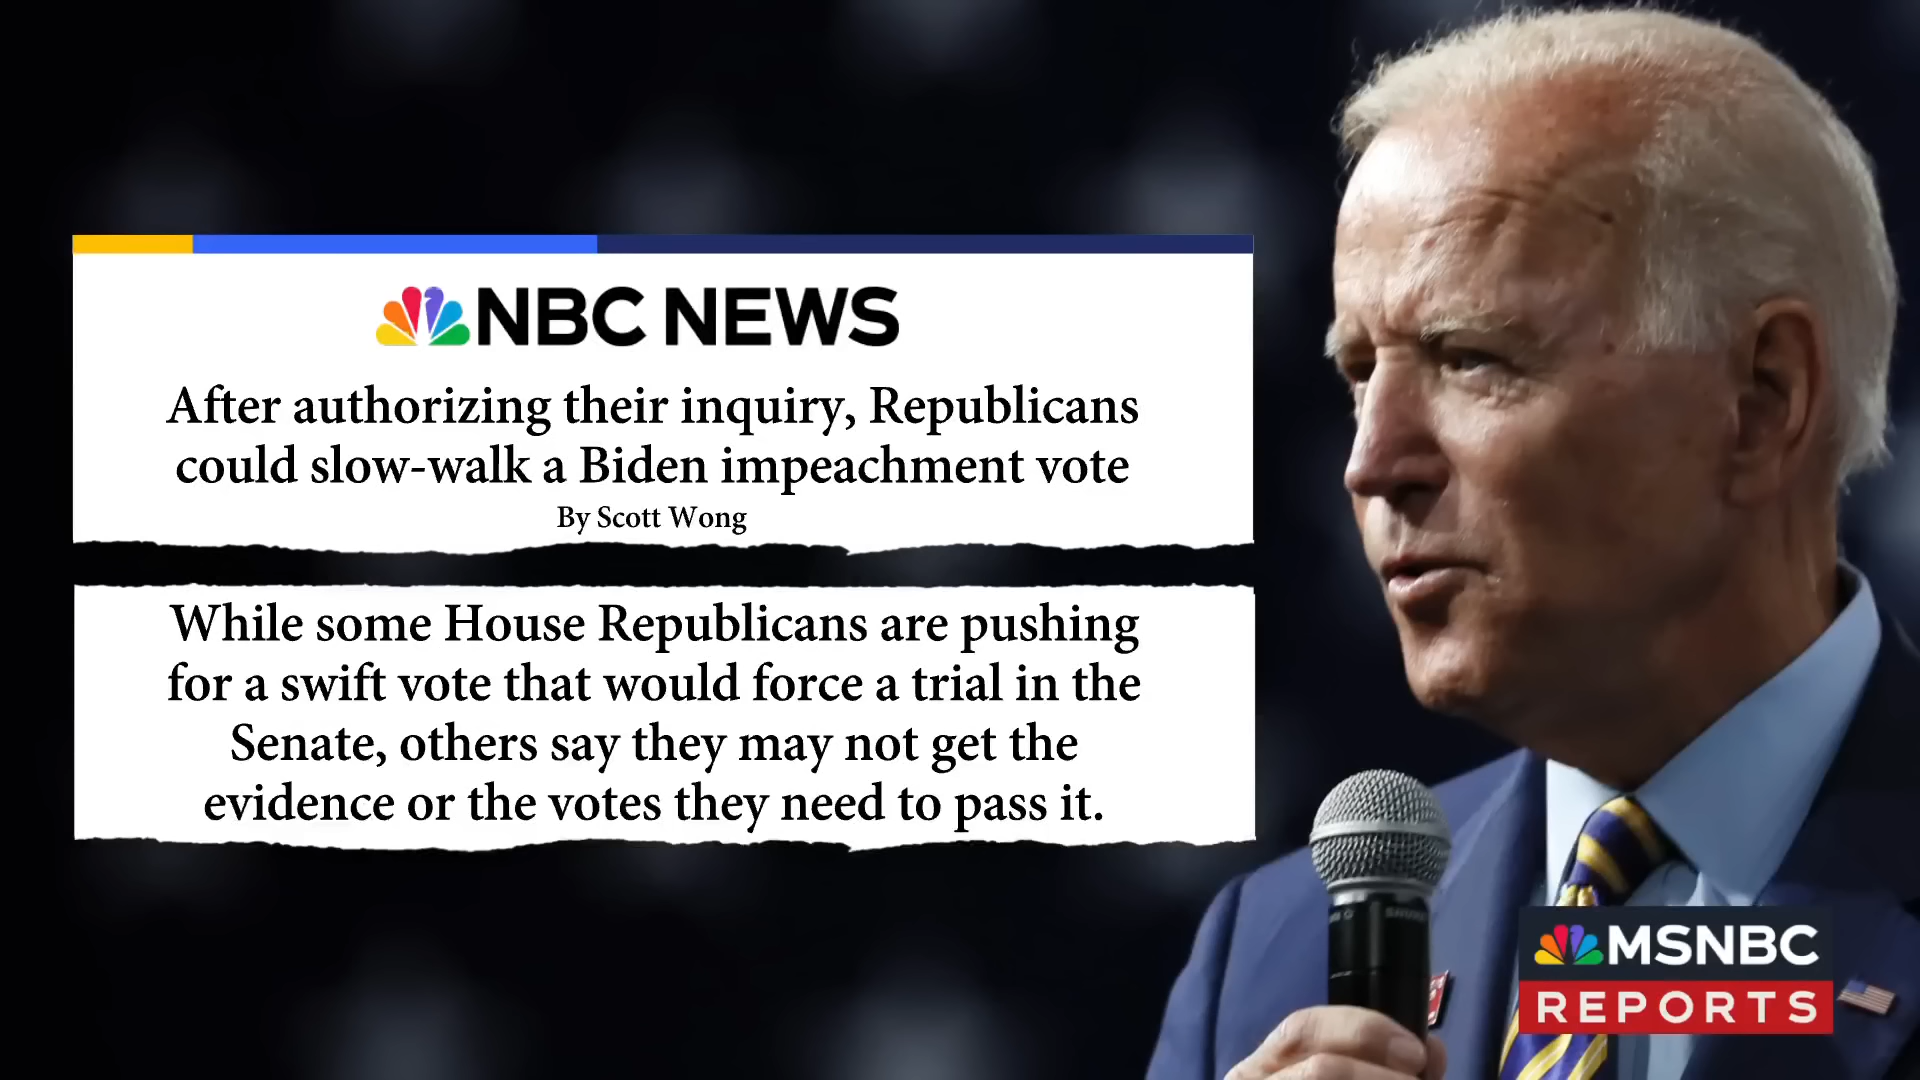 NBC NEWS
After authorizing their inquiry, Republicans
could slow-walk a Biden impeachment vote
By Scott Wong
While some House Republicans are pushing
for a swift vote that would force a trial in the
Senate, others say they may not get the
evidence or the votes they need to pass it.
MSNBC
REPORTS